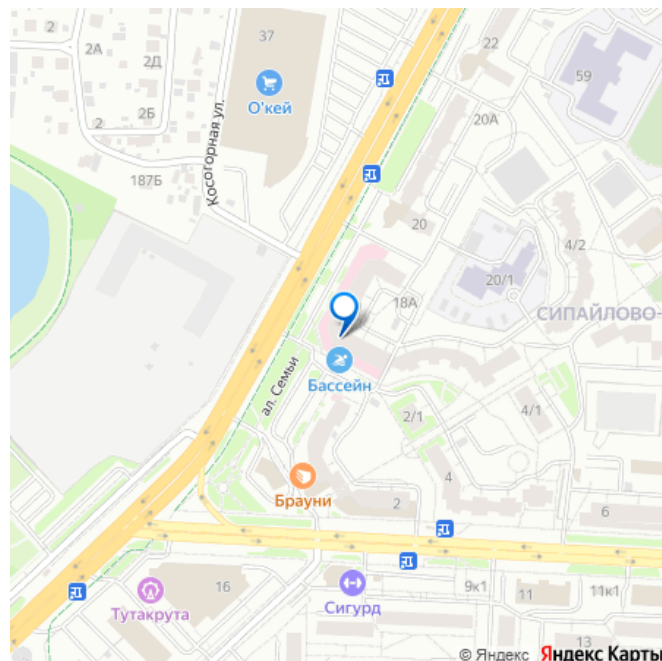 2
2А
37
22
2Д
О'кей
59
2Б
2
20А
Косогорная ул.
187Б
20
4/2
20/1
18А
СИПАЙЛОВО-
Бассейн
ал. Семьи
2/1
4/1
4
Брауни
2
6
16
9к1
11
11к1
Тутакрута
Сигурд
13
© Яндекс Яндекс Карты